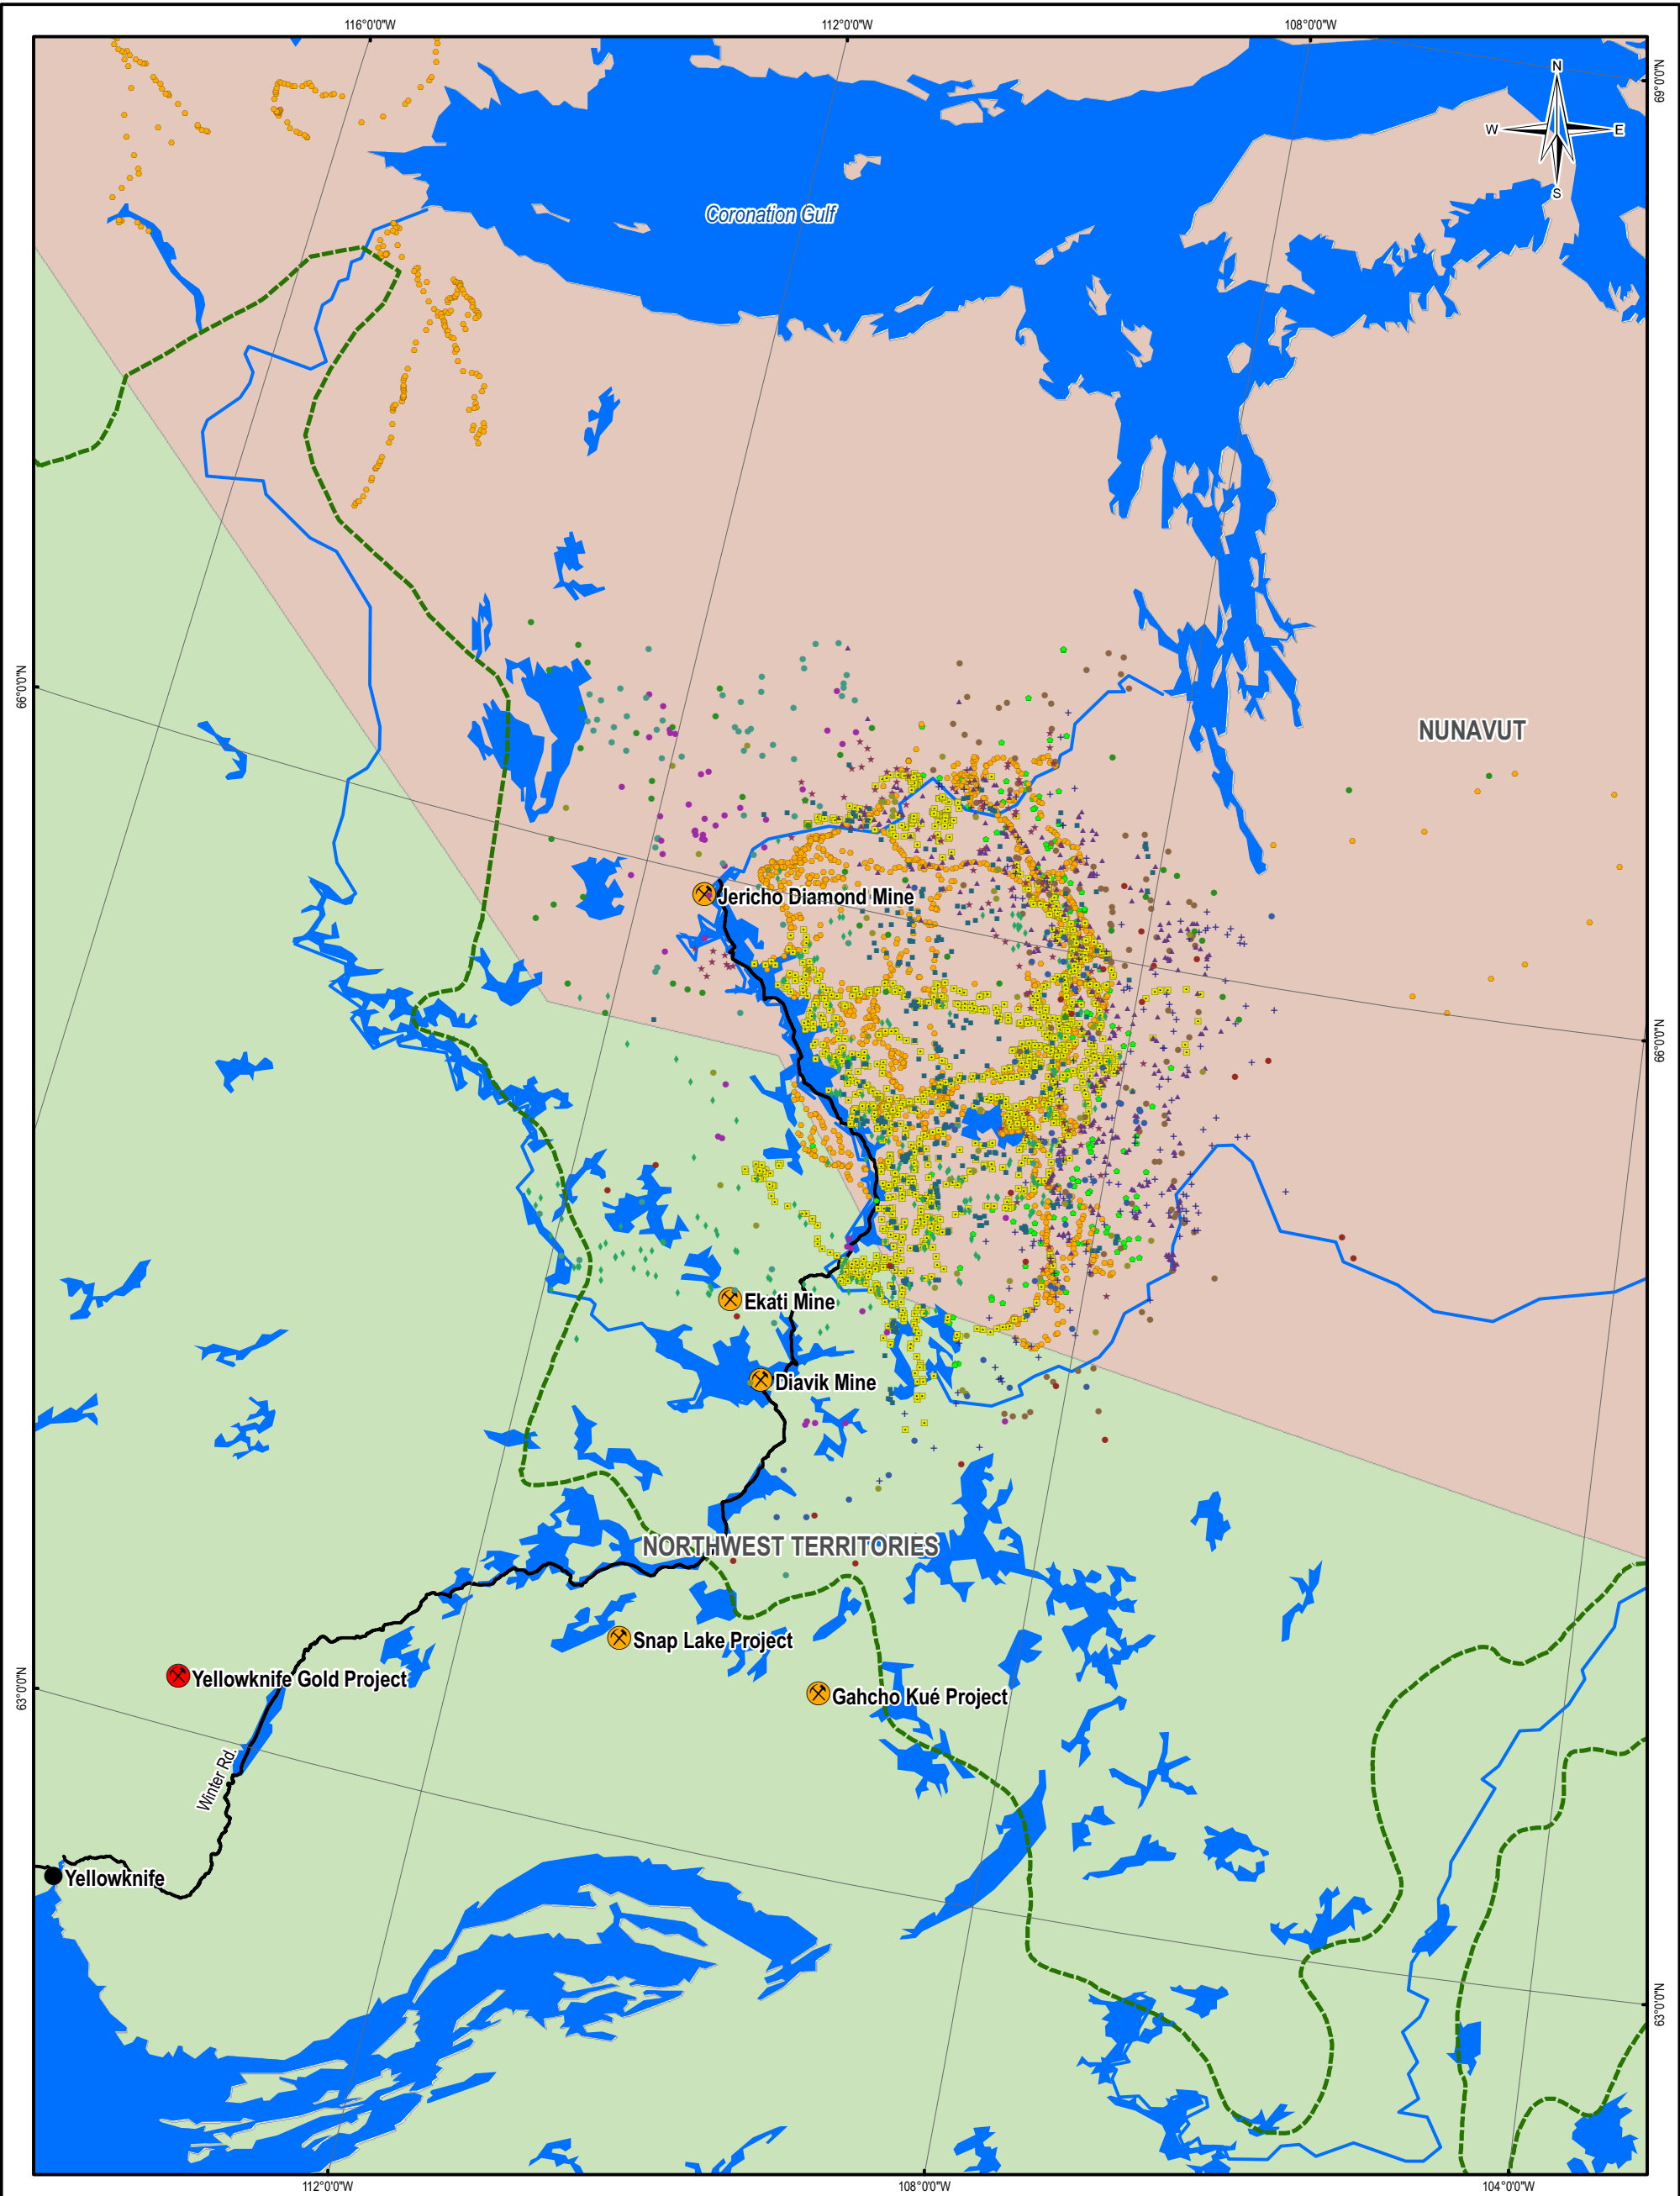 116°0'0"W
112°0'0"W
108°0'0"W
69°0'0"N
N
W
E
S
Coronation Gulf
66°0'0"N
NUNAVUT
Jericho Diamond Mine
66°0'0"N
Ekati Mine
Diavik Mine
NORTHWEST TERRITORIES
Snap Lake Project
Yellowknife Gold Project
63°0'0"N
Gahcho Kué Project
Winter Rd.
Yellowknife
63°0'0"N
112°0'0"W
108°0'0"W
104°0'0"W